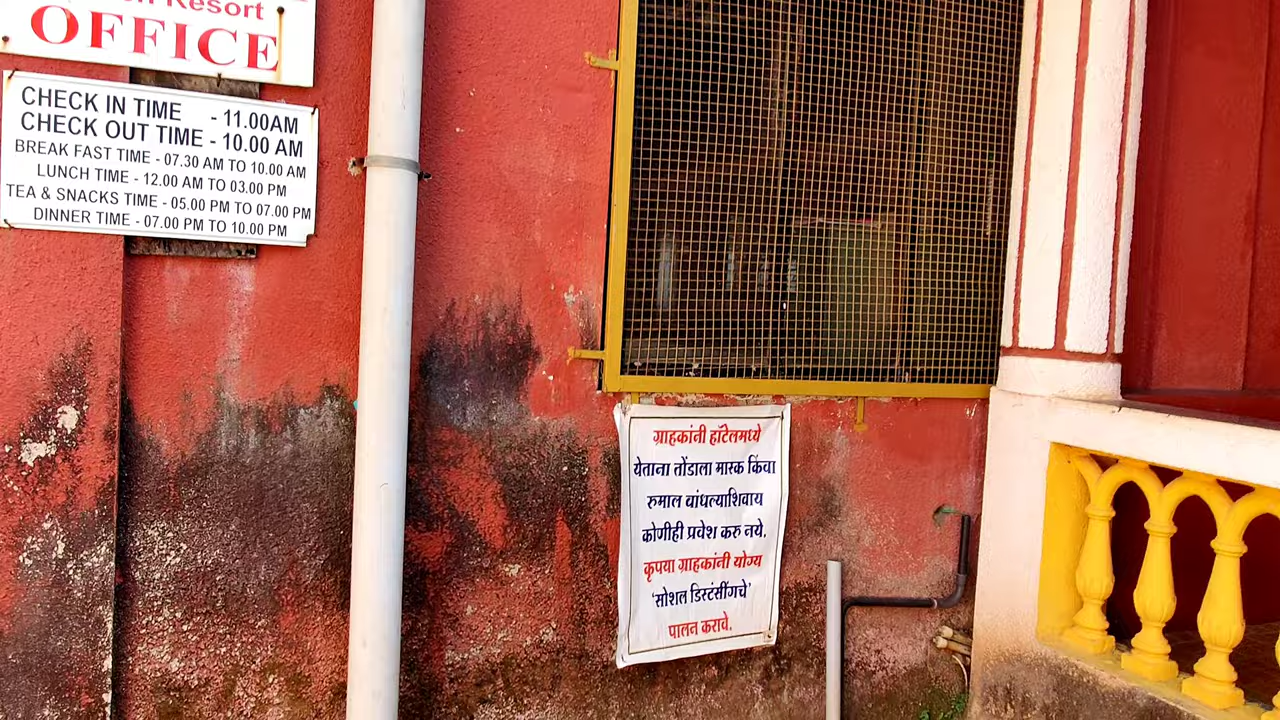 Resort
OFFICE
CHECK IN TIME - 11.00AM
CHECK OUT TIME - 10.00 AM
BREAK FAST TIME - 07.30 AM TO 10.00 AM
LUNCH TIME - 12.00 AM TO 03.00 PM
TEA & SNACKS TIME - 05.00 PM TO 07.00 PM
DINNER TIME - 07.00 PM TO 10.00 PM
ग्राहकांनी हॉटेलमध्ये
येताना तोंडाला मास्क किंवा
रुमाल बांधल्याशिवाय
कोणीही प्रवेश करु नये.
कृपया ग्राहकांनी योग्य
‘सोशल डिस्टंसींगचे’
पालन करावे.